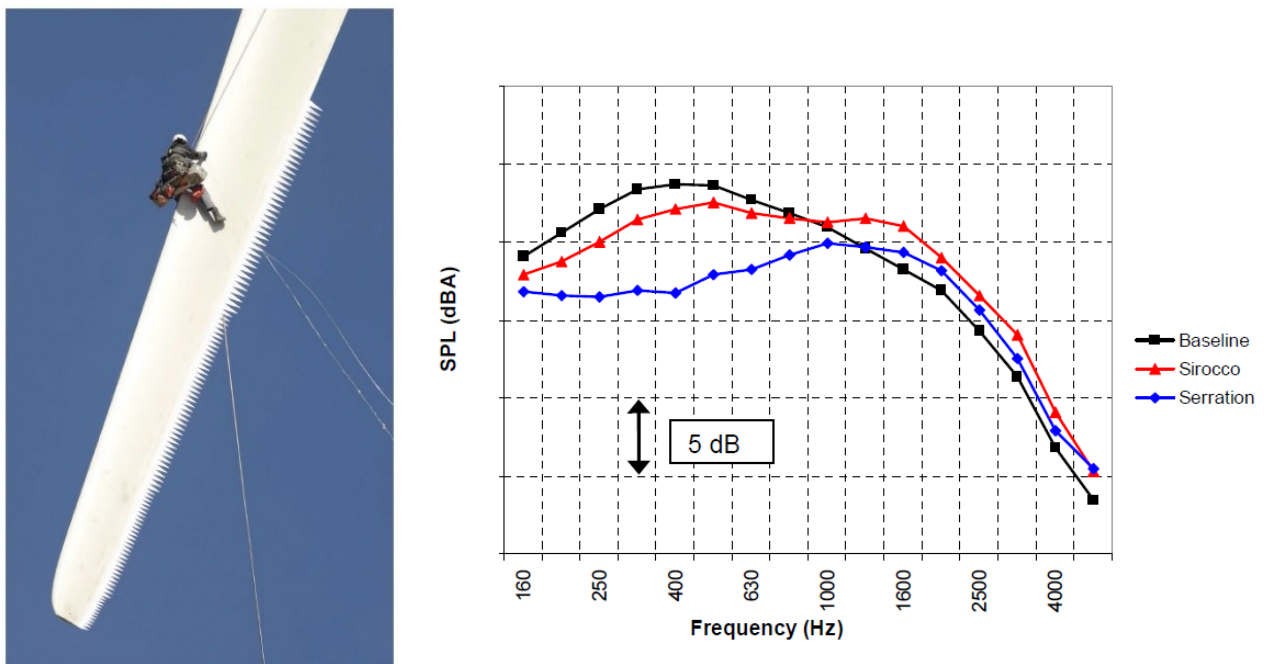 SPL (dBA)
5 dB
160
250
400
630
1000
1600
2500
4000
Frequency (Hz)
Baseline
Sirocco
Serration